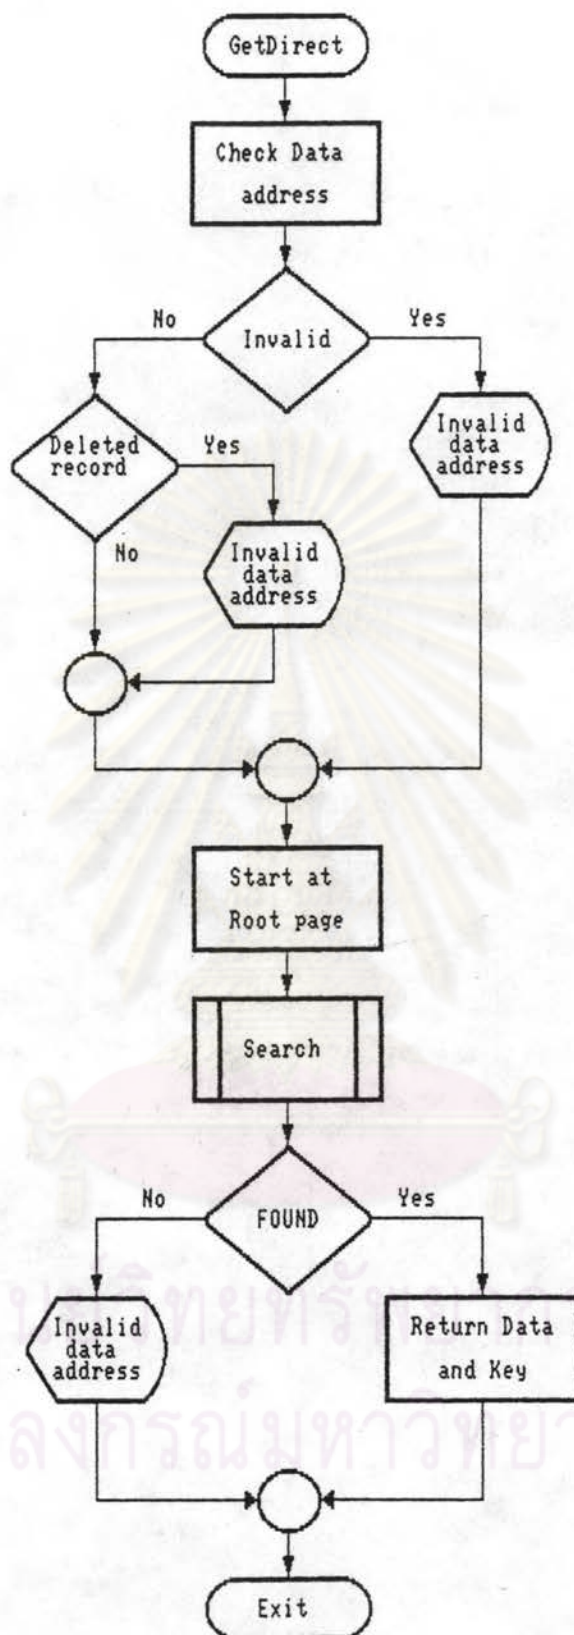 GetDirect
Check Data
address
Invalid
No
Yes
Deleted
record
Yes
No
Invalid
data
address
Invalid
data
address
Start at
Root page
Search
FOUND
No
Yes
Invalid
data
address
Return Data
and Key
Exit